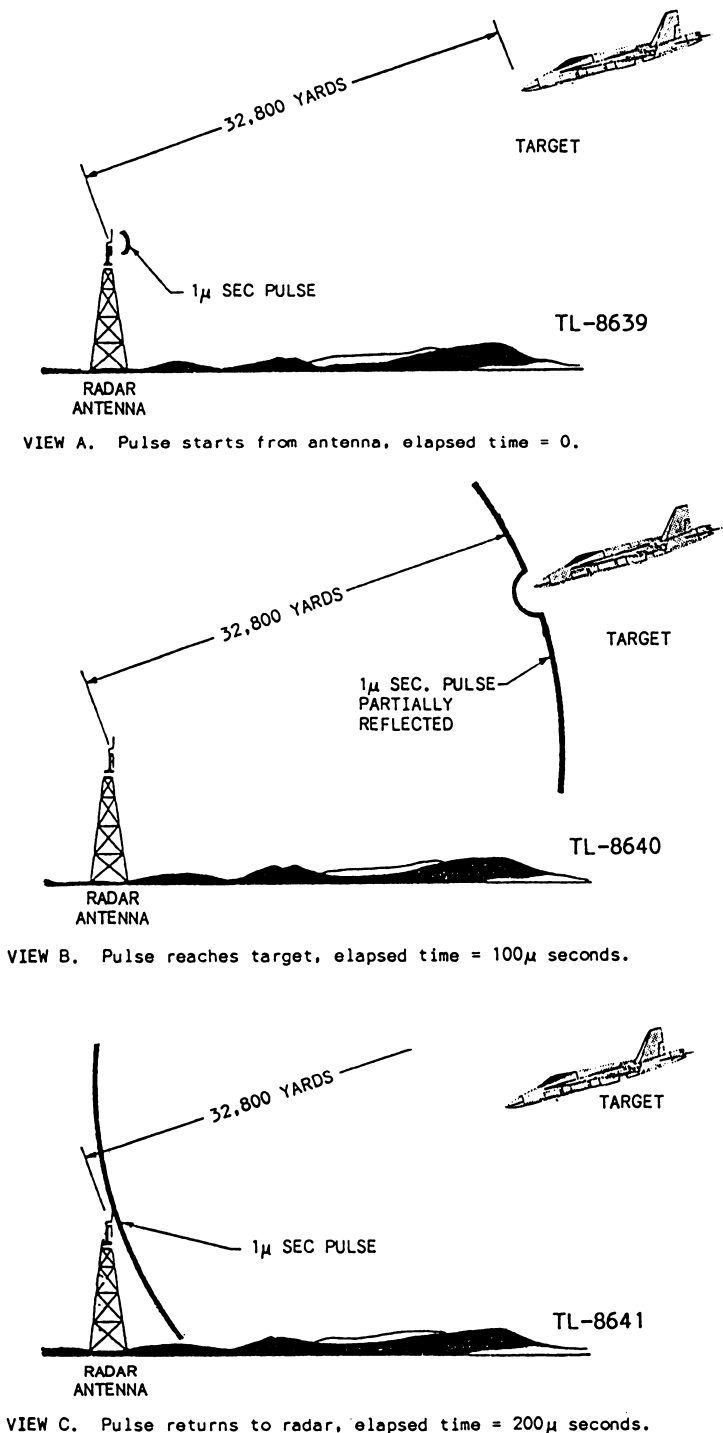 32,800 YARDS
TARGET
1μ SEC PULSE
TL-8639
RADAR
ANTENNA
VIEW A. Pulse starts from antenna, elapsed time = 0.
32,800 YARDS
TARGET
1μ SEC. PULSE
PARTIALLY
REFLECTED
TL-8640
RADAR
ANTENNA
VIEW B. Pulse reaches target, elapsed time = 100μ seconds.
32,800 YARDS
TARGET
1μ SEC PULSE
TL-8641
RADAR
ANTENNA
VIEW C. Pulse returns to radar, elapsed time = 200μ seconds.